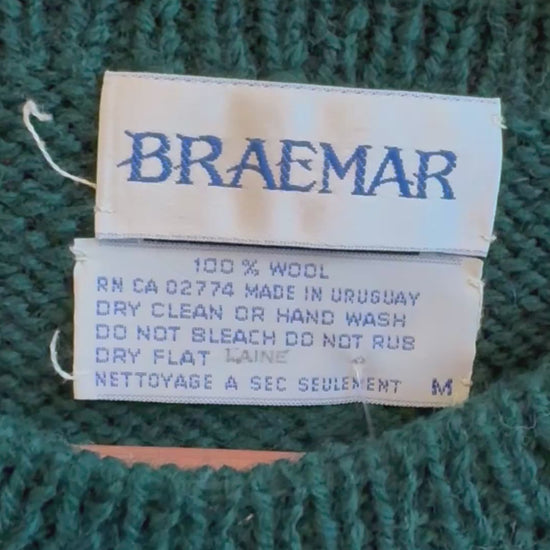 BRAEMAR
100 % WOOL
RN CA 02774 MADE IN URUGUAY
DRY CLEAN OR HAND WASH
DO NOT BLEACH DO NOT RUB
DRY FLAT LAINE
NETTOYAGE A SEC SEULEMENT M